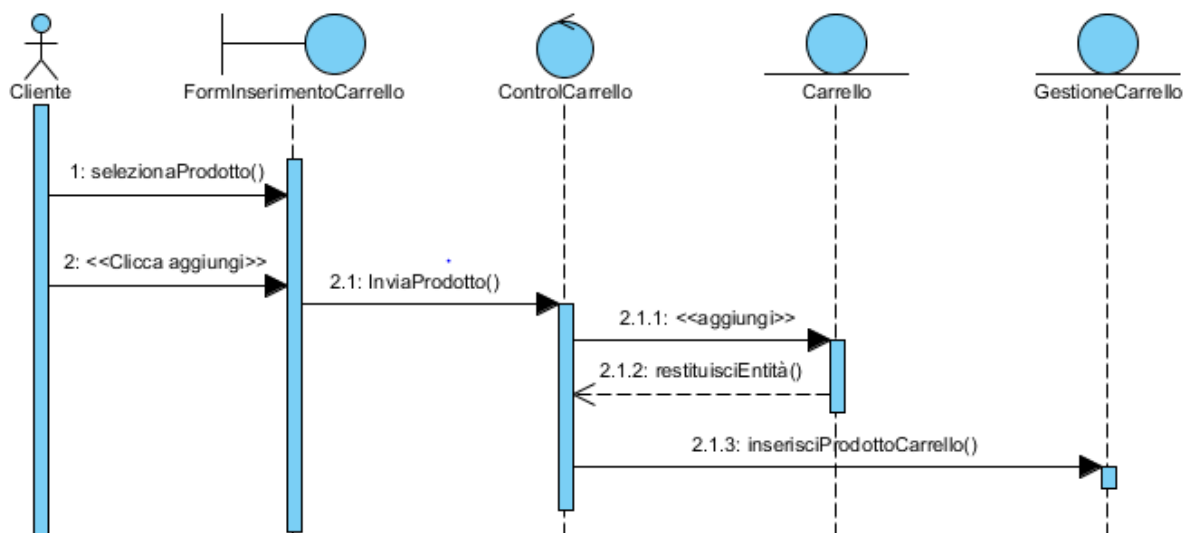 Cliente
FormInserimentoCarrello
ControlCarrello
Carrello
GestioneCarrello
1: selezionaProdotto()
2: <<Clicca aggiungi>>
2.1: InviaProdotto()
2.1.1: <<aggiungi>>
2.1.2: restituisciEntità()
2.1.3: inserisciProdottoCarrello()